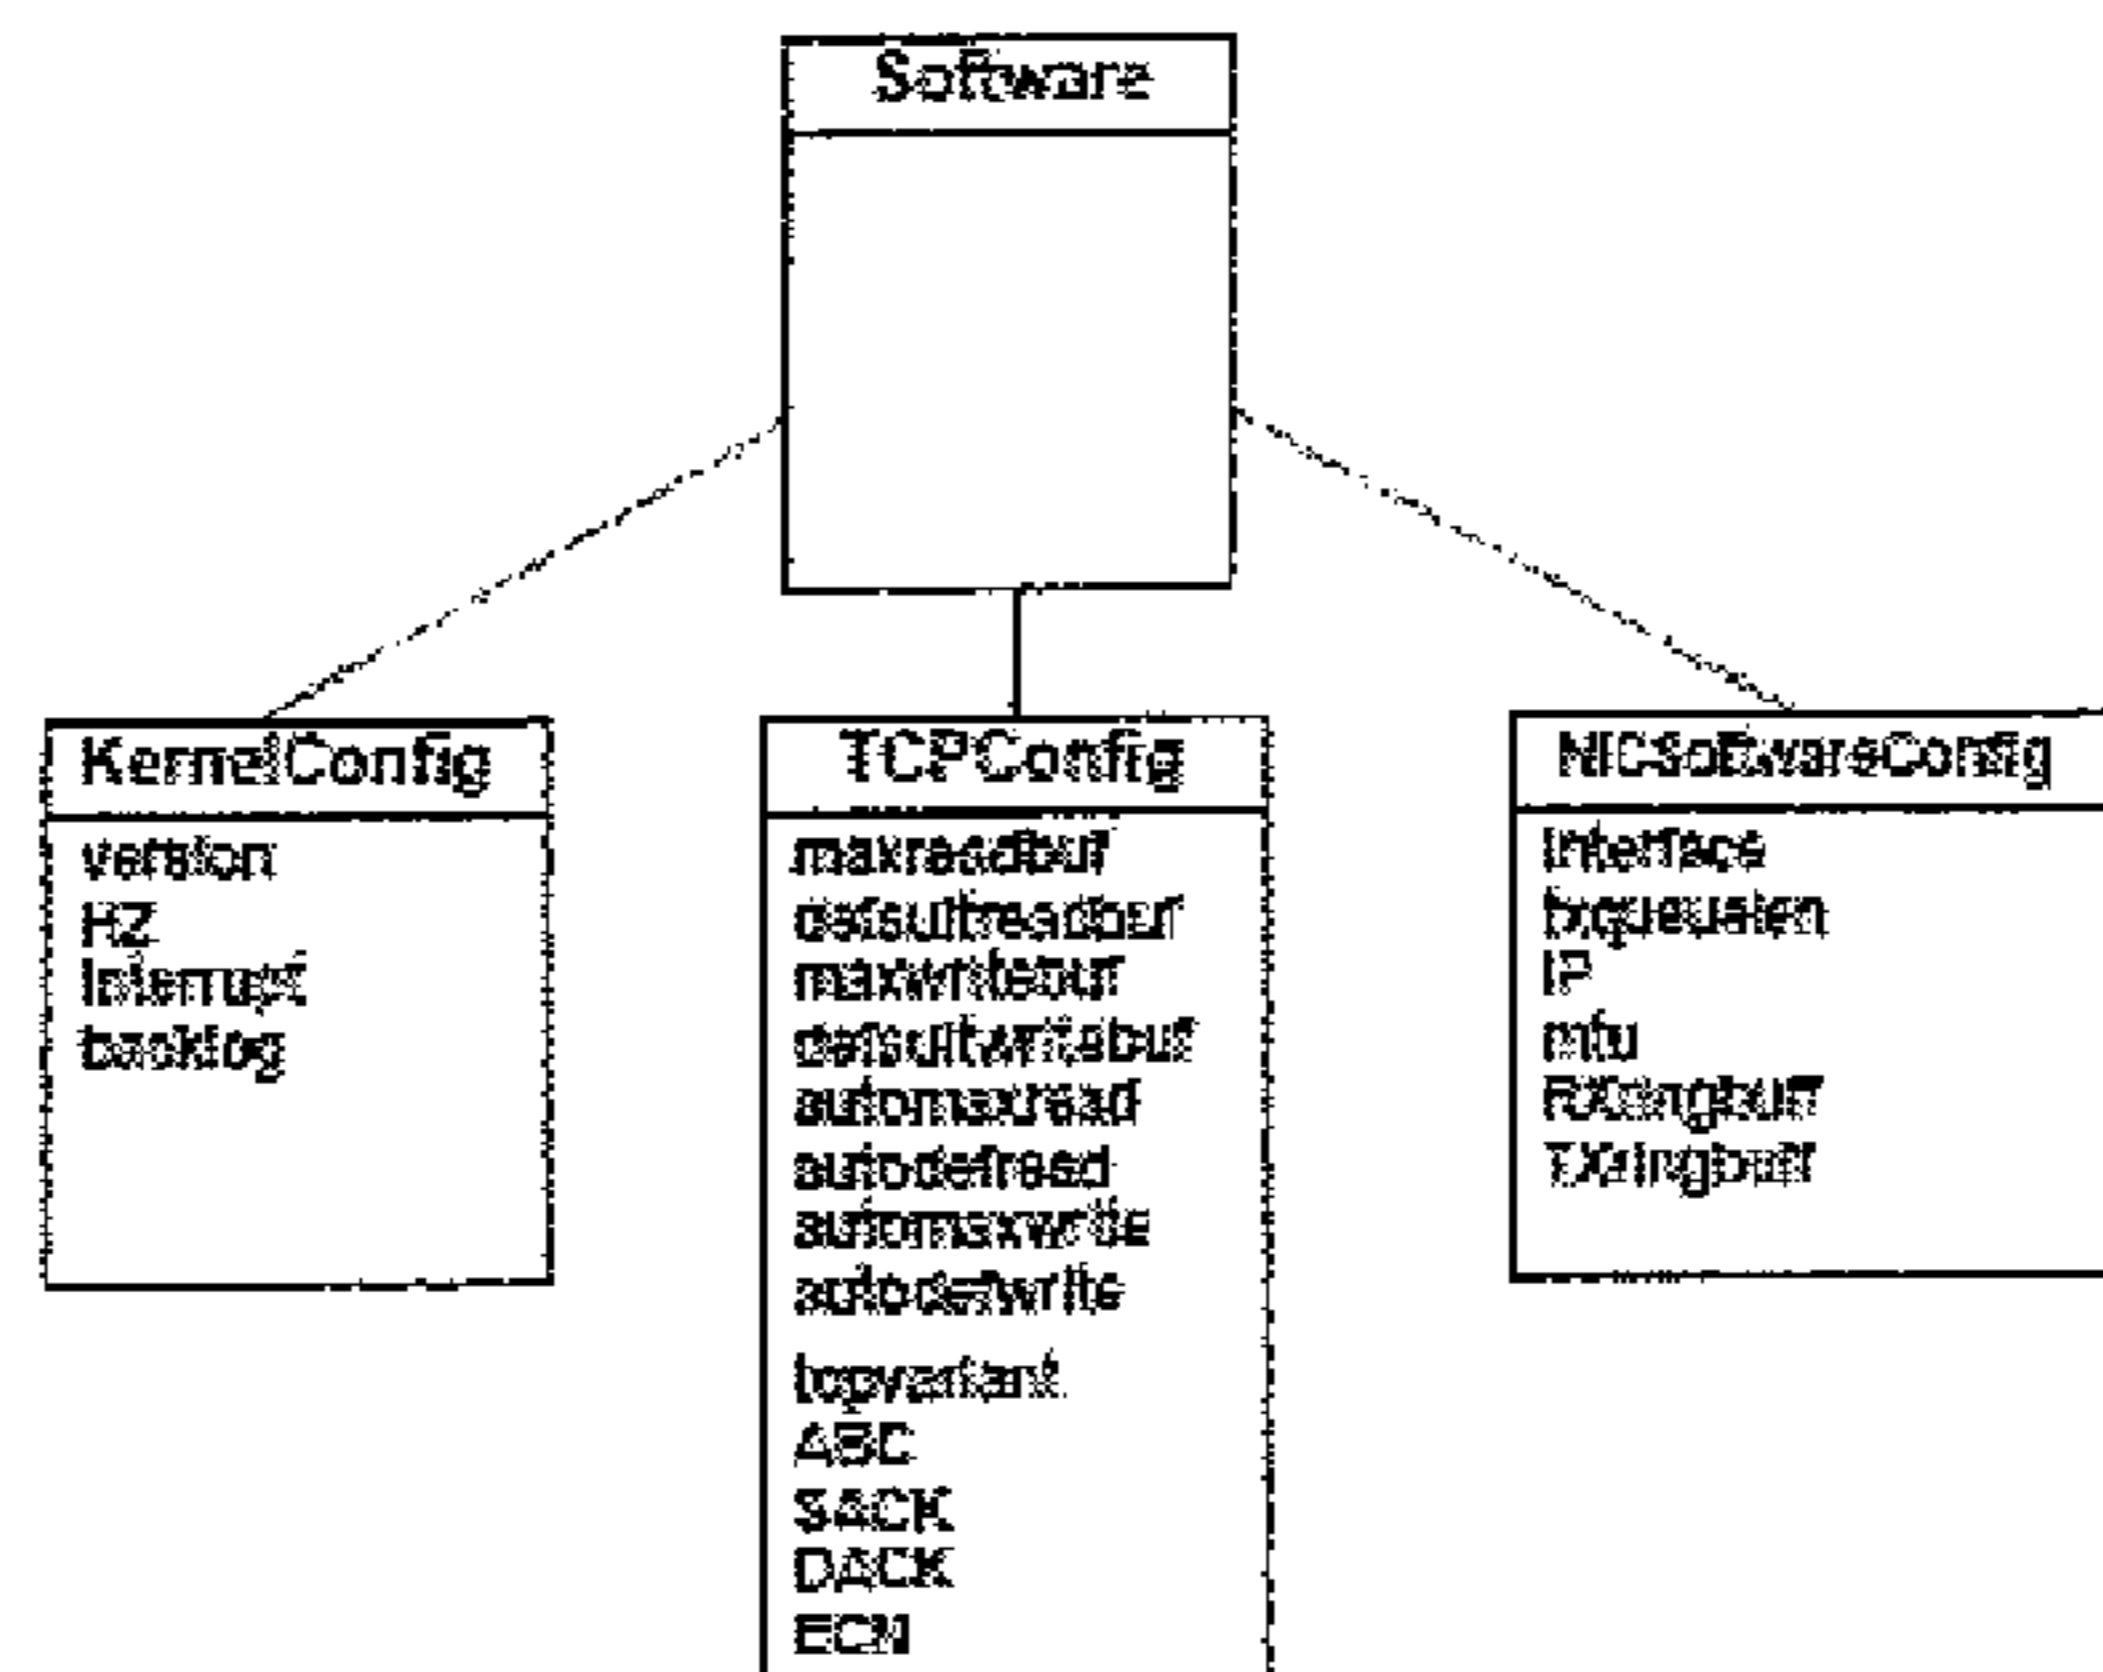 Software
KernelConfig
version
HZ
Interrupt
backlog
TCPConfig
maxreadbuf
defaultreadbuf
maxwritebuf
defaultwritebuf
automaxread
autodefread
automaxwrite
autodefwrite
tcpvariant
ABC
SACK
DACK
ECN
NICSoftwareConfig
Interface
txqueuelen
IP
mtu
RXringbuff
TXringbuff